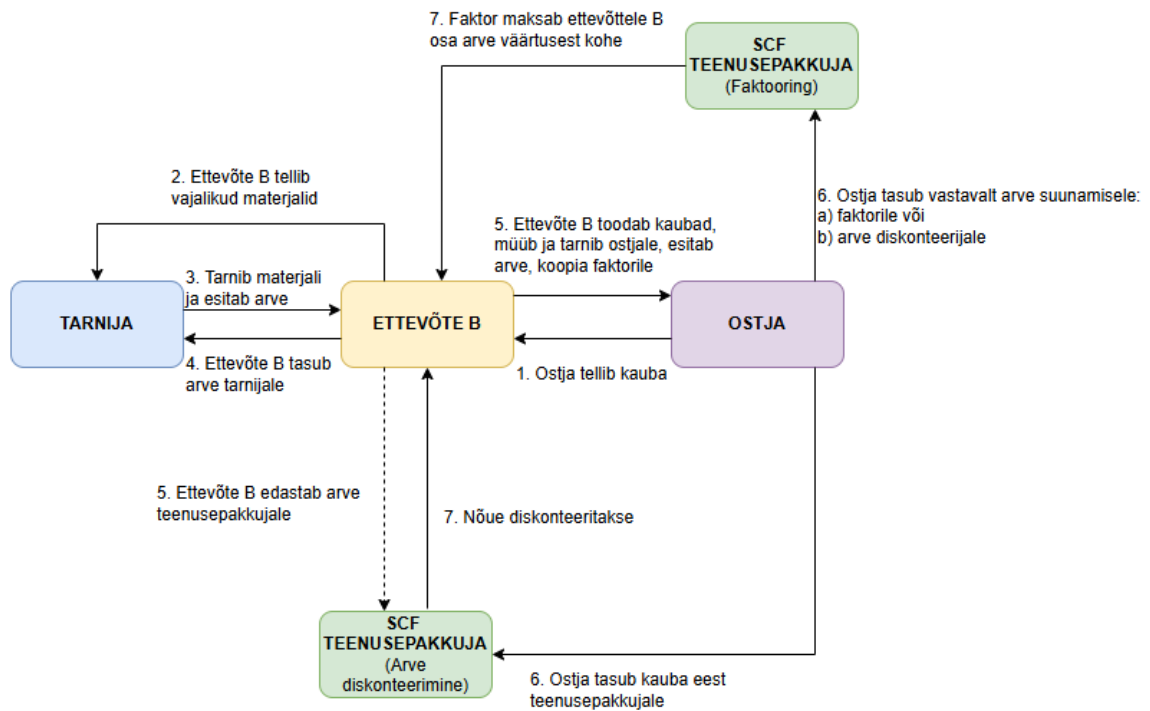 7. Faktor maksab ettevõttele B
osa arve väärtusest kohe
SCF
TEENUSEPAKKUJA
(Faktooring)
2. Ettevõte B tellib
vajalikud materjalid
6. Ostja tasub vastavalt arve suunamisele:
a) faktorile või
b) arve diskonteerijale
5. Ettevõte B toodab kaubad,
müüb ja tarnib ostjale, esitab
arve, koopia faktorile
3. Tarnib materjali
ja esitab arve
TARNIJA
ETTEVÕTE B
OSTJA
4. Ettevõte B tasub
arve tarnijale
1. Ostja tellib kauba
5. Ettevõte B edastab arve
teenusepakkujale
7. Nõue diskonteeritakse
SCF
TEENUSEPAKKUJA
(Arve
diskonteerimine)
6. Ostja tasub kauba eest
teenusepakkujale